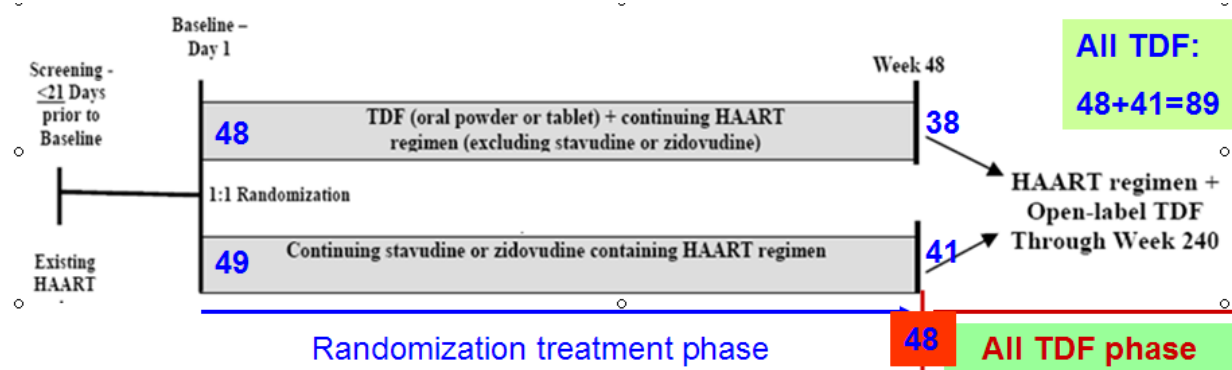 Baseline –
Day 1
Screening -
<21 Days
prior to
Baseline
Existing
HAART
1:1 Randomization
48
TDF (oral powder or tablet) + continuing HAART
regimen (excluding stavudine or zidovudine)
49
Continuing stavudine or zidovudine containing HAART regimen
Week 48
38
41
All TDF:
48+41=89
HAART regimen +
Open-label TDF
Through Week 240
Randomization treatment phase
48
All TDF phase